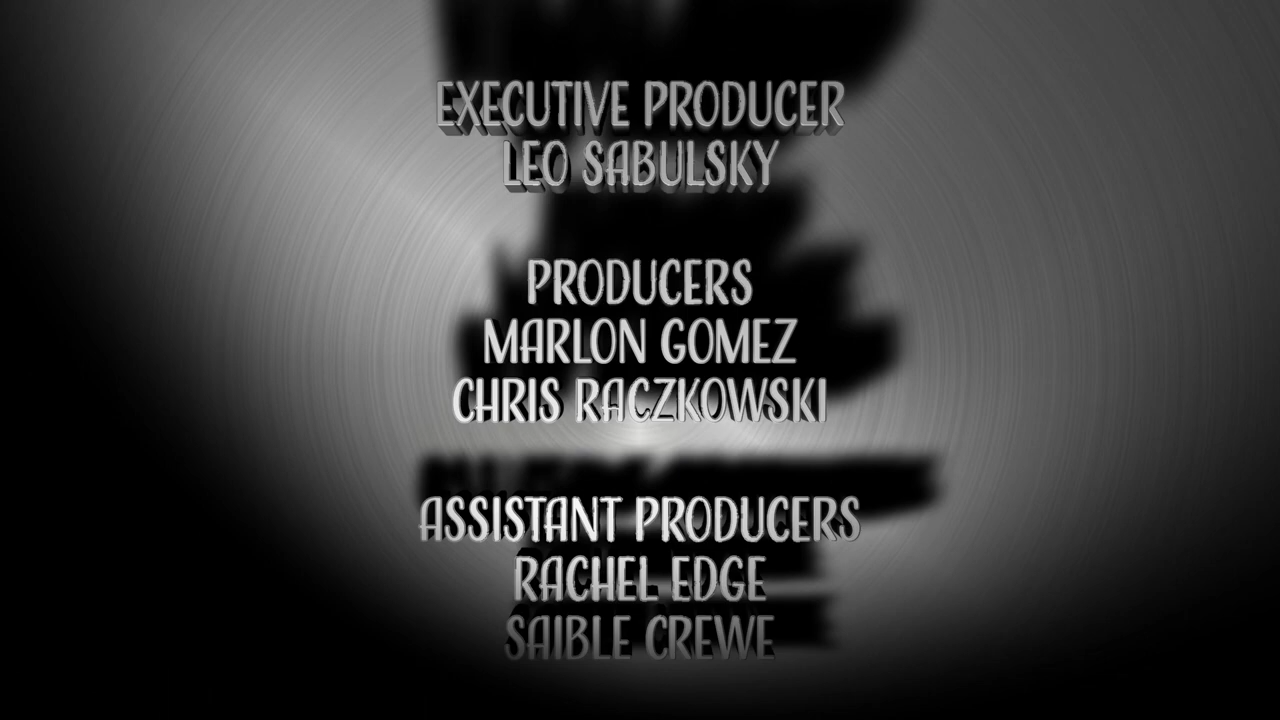 EXECUTIVE PRODUCER
LEO SABULSKY
PRODUCERS
MARLON GOMEZ
CHRIS RACZKOWSKI
ASSISTANT PRODUCERS
RACHEL EDGE
SAIBLE CREWE